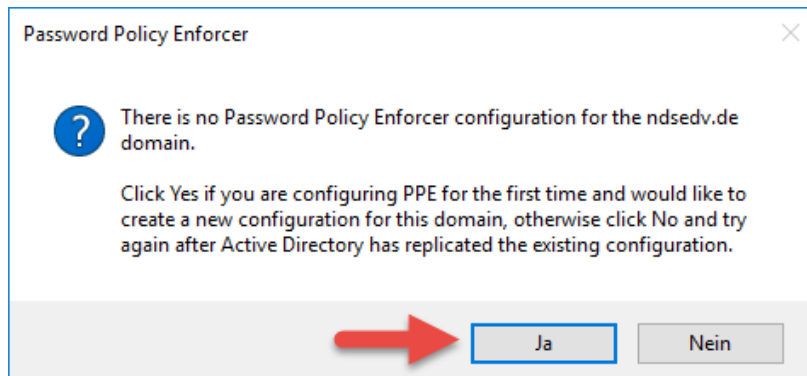 Password Policy Enforcer
There is no Password Policy Enforcer configuration for the ndsedv.de
domain.
Click Yes if you are configuring PPE for the first time and would like to
create a new configuration for this domain, otherwise click No and try
again after Active Directory has replicated the existing configuration.
Ja
Nein